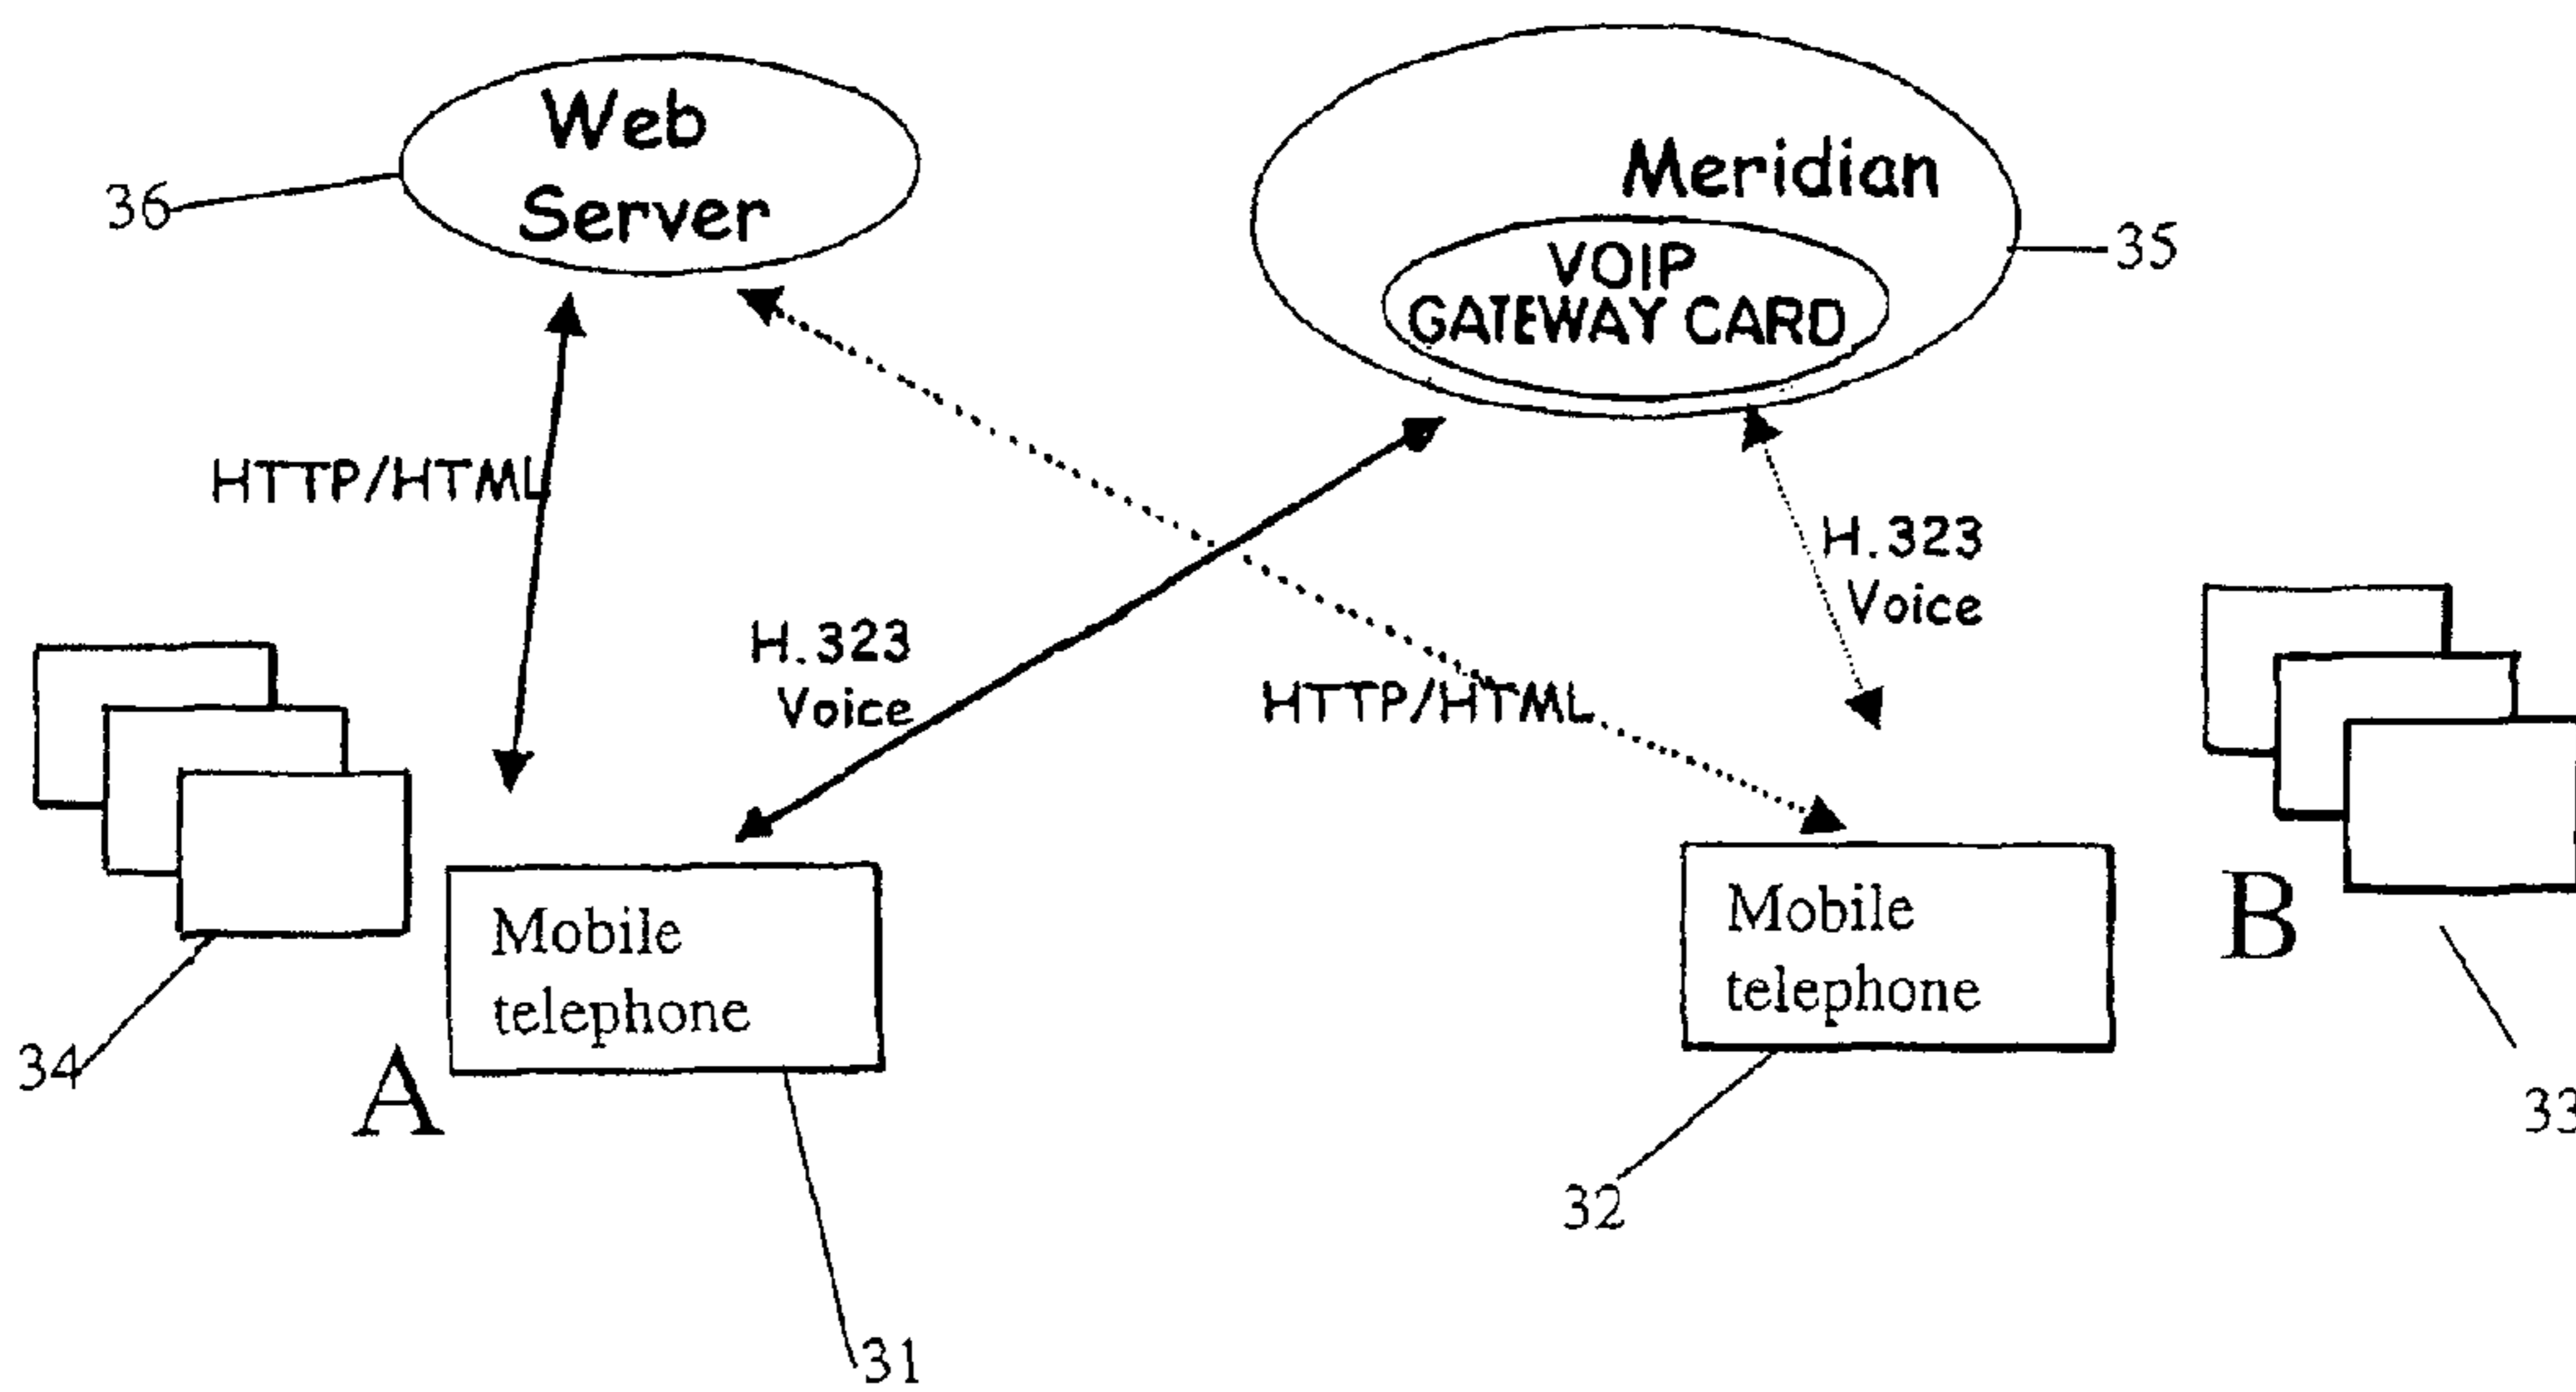 Web
Server
36
Meridian
VOIP
GATEWAY CARD
35
HTTP/HTML
H.323
Voice
H.323
Voice
HTTP/HTML
Mobile
telephone
34
A
31
Mobile
telephone
32
B
33